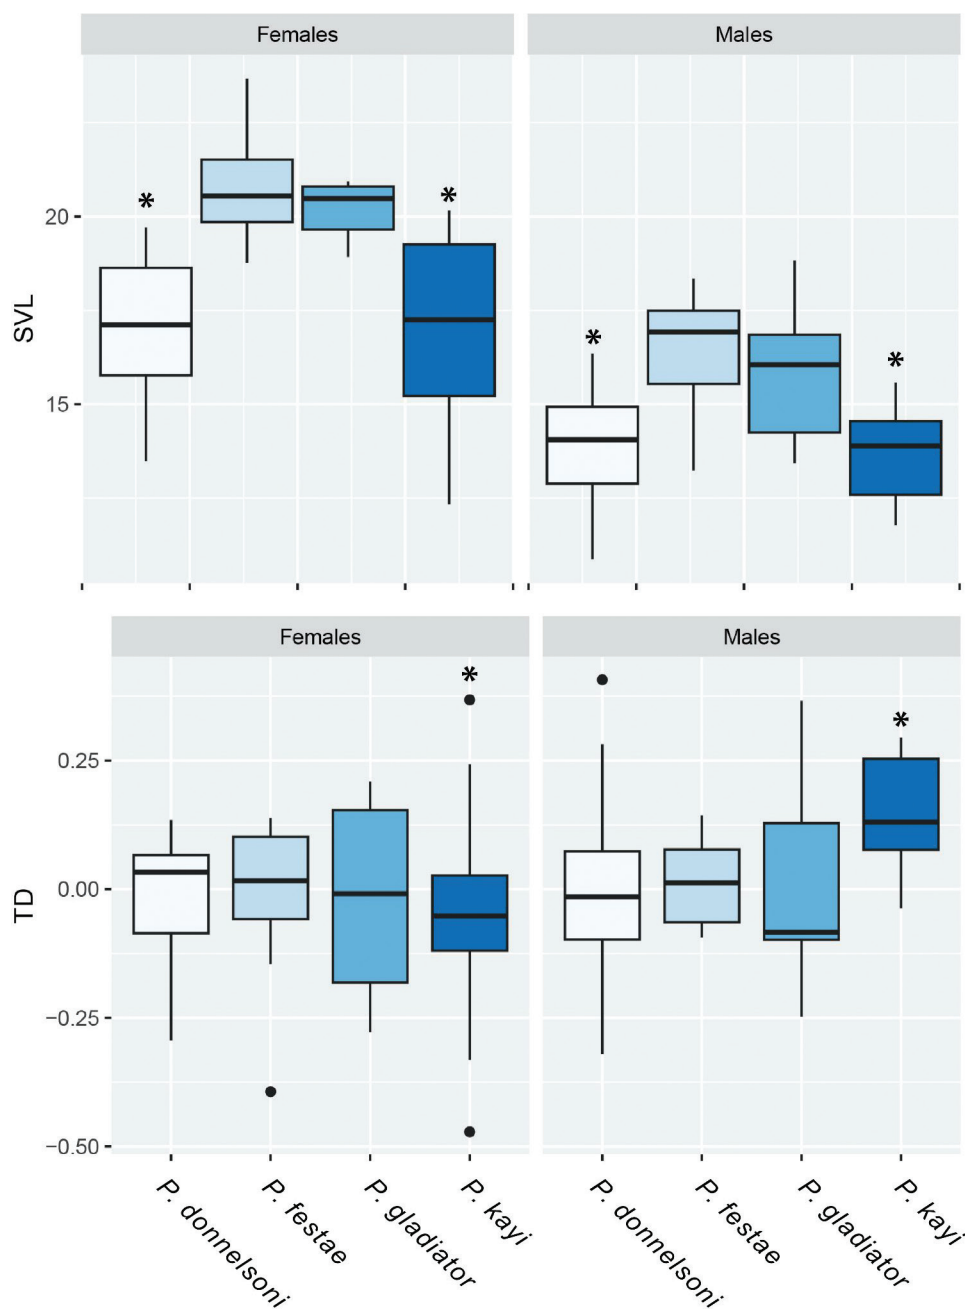 Females Males
*
*
20
*
*
SVL
15
Females Males
*
*
0.25
0.00
TD
−0.25
−0.50
P. donnelsoni P. festae P. gladiator P. kayi P. donnelsoni P. festae P. gladiator P. kayi